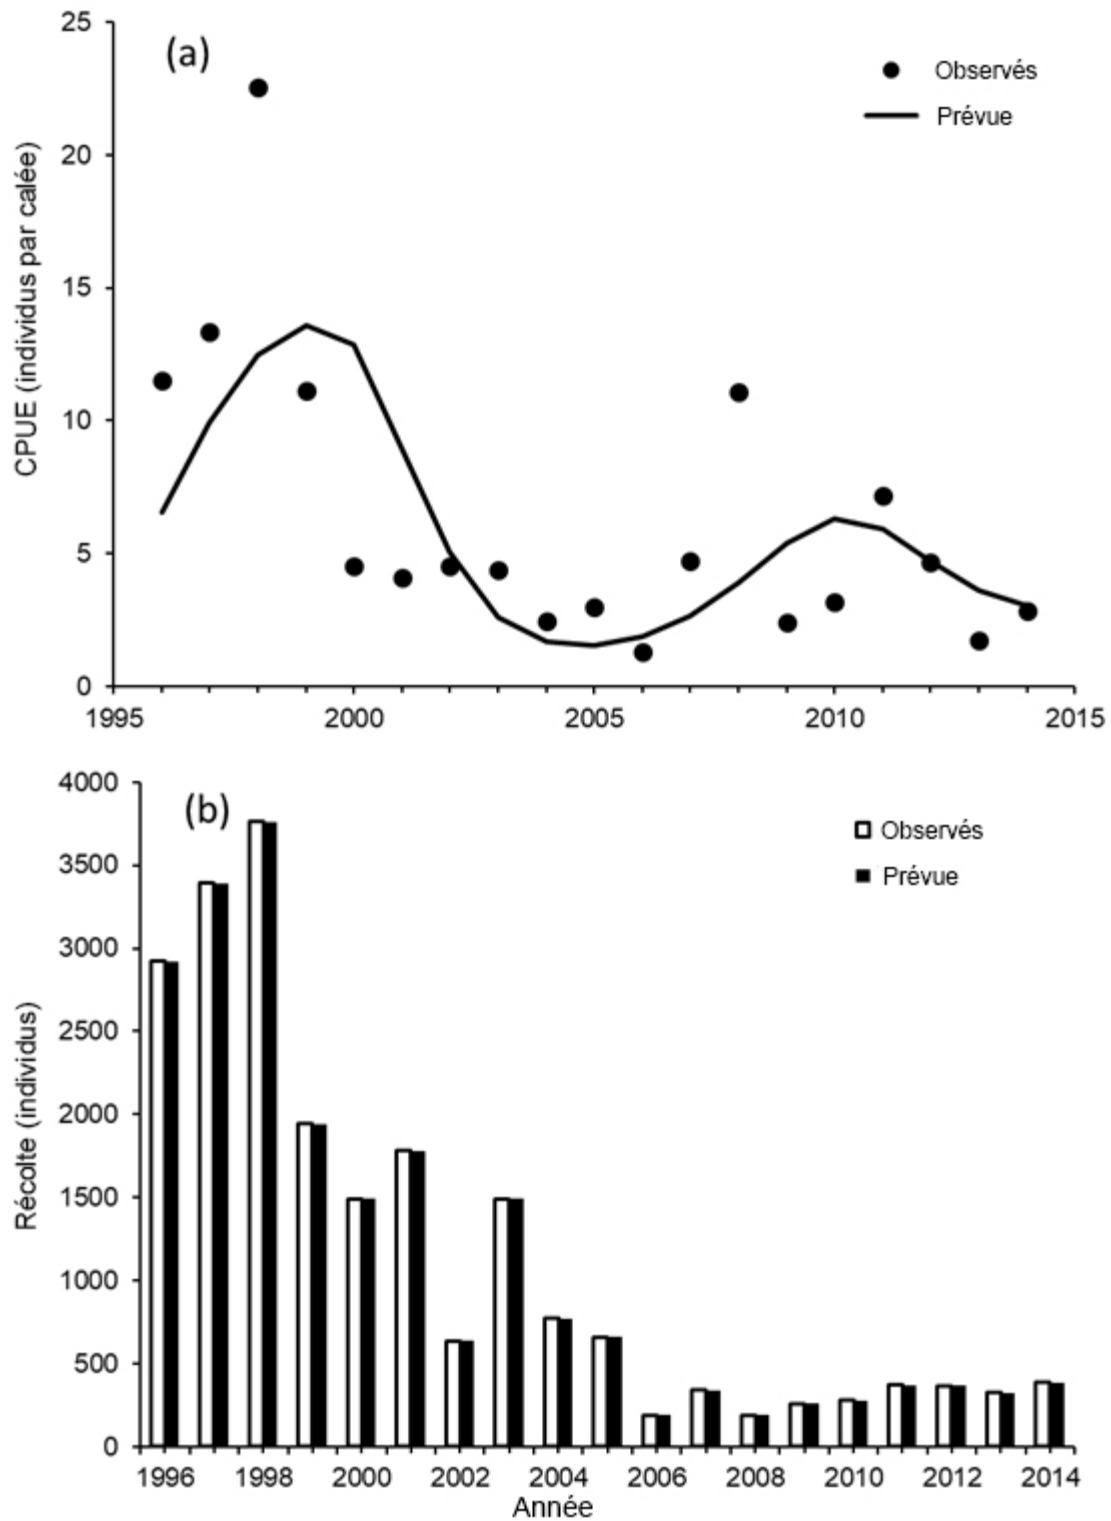 (a)
Observés
Prévue
CPUE (individus par calée)
25
20
15
10
5
0
1995 2000 2005 2010 2015
(b)
Observés
Prévue
Récolte (individus)
4000
3500
3000
2500
2000
1500
1000
500
0
1996 1998 2000 2002 2004 2006 2008 2010 2012 2014
Année